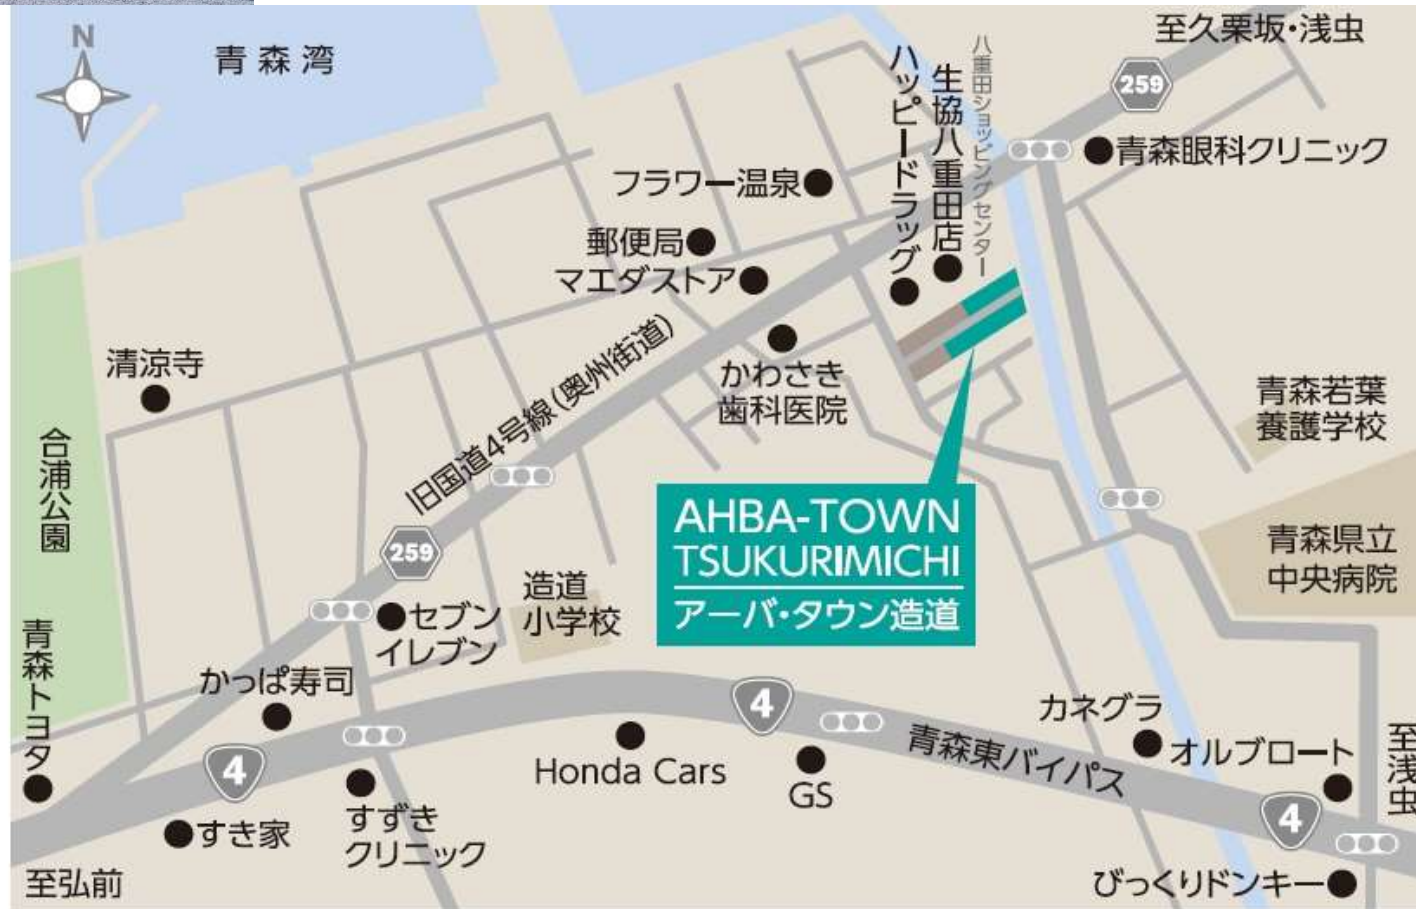 N
青森湾
至久栗坂・浅虫
八重田ショッピングセンター
生協八重田店
ハッピードラッグ
259
青森眼科クリニック
フラワー温泉
郵便局
マエダストア
清涼寺
旧国道4号線(奥州街道)
かわさき
歯科医院
青森若葉
養護学校
合浦公園
AHBA-TOWN
TSUKURIMICHI
アーバ・タウン造道
青森県立
中央病院
259
造道
小学校
セブン
イレブン
青森トヨタ
かっぱ寿司
4
カネグラ
オルブロート
至浅虫
青森東バイパス
Honda Cars
GS
4
4
すき家
すずき
クリニック
至弘前
びっくりドンキー